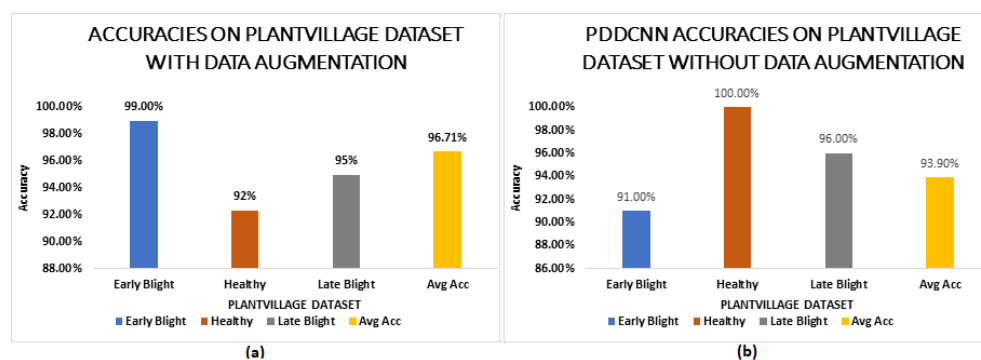 ACCURACIES ON PLANTVILLAGE DATASET
WITH DATA AUGMENTATION
100.00%
98.00%
96.00%
94.00%
92.00%
90.00%
88.00%
Accuracy
99.00%
92%
95%
96.71%
Early Blight Healthy Late Blight Avg Acc
PLANTVILLAGE DATASET
Early Blight Healthy Late Blight Avg Acc
(a)
PDDCNN ACCURACIES ON PLANTVILLAGE
DATASET WITHOUT DATA AUGMENTATION
100.00%
98.00%
96.00%
94.00%
92.00%
90.00%
88.00%
86.00%
Accuracy
91.00%
100.00%
96.00%
93.90%
Early Blight Healthy Late Blight Avg Acc
PLANTVILLAGE DATASET
Early Blight Healthy Late Blight Avg Acc
(b)